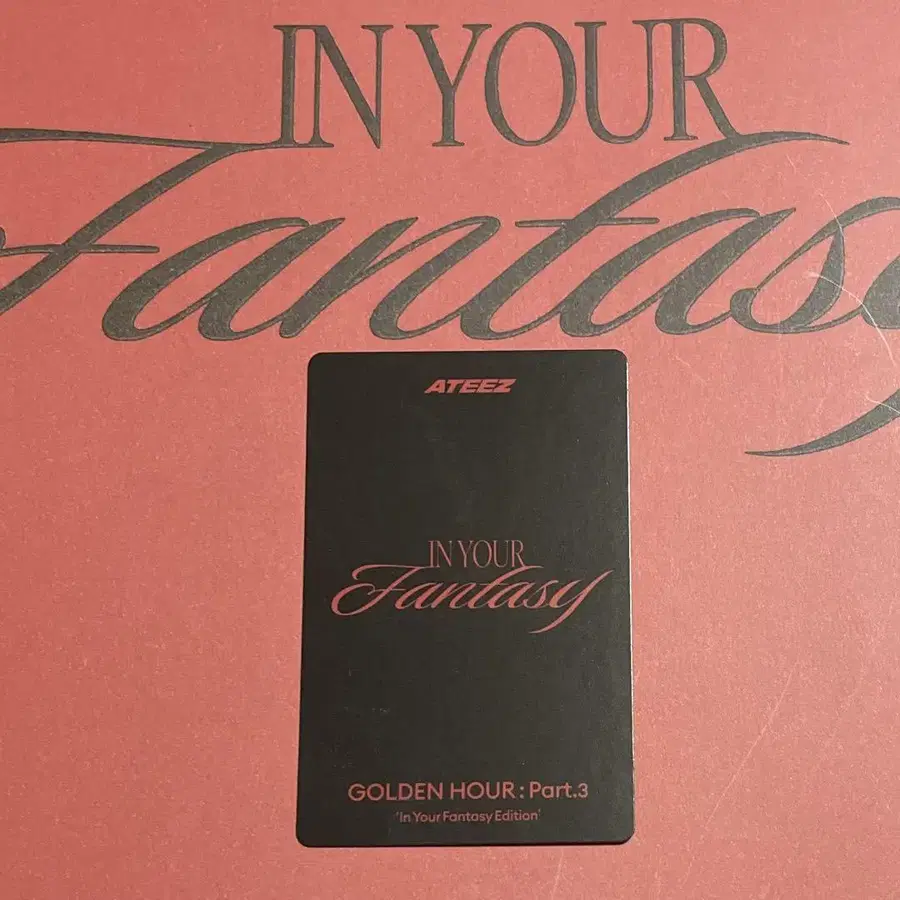 IN YOUR
Fantasy
ATEEZ
IN YOUR
Fantasy
GOLDEN HOUR : Part.3
'In Your Fantasy Edition'